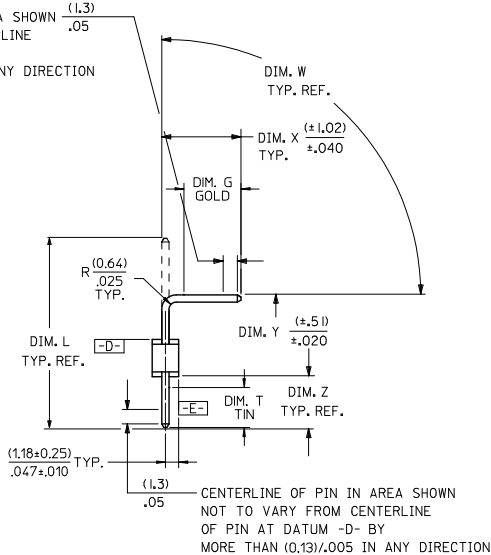 A SHOWN (1.3)
.05
RLINE
NY DIRECTION
DIM. W
TYP. REF.
DIM. X (±1.02)
±.040
TYP.
DIM. G
GOLD
R (0.64)
.025
TYP.
DIM. Y (±.51)
±.020
DIM. L
TYP. REF.
-D-
DIM. Z
TYP. REF.
DIM. T
TIN
-E-
(1.18±0.25) TYP.
.047±.010
(1.3)
.05
CENTERLINE OF PIN IN AREA SHOWN
NOT TO VARY FROM CENTERLINE
OF PIN AT DATUM -D- BY
MORE THAN (0.13)/.005 IN ANY DIRECTION